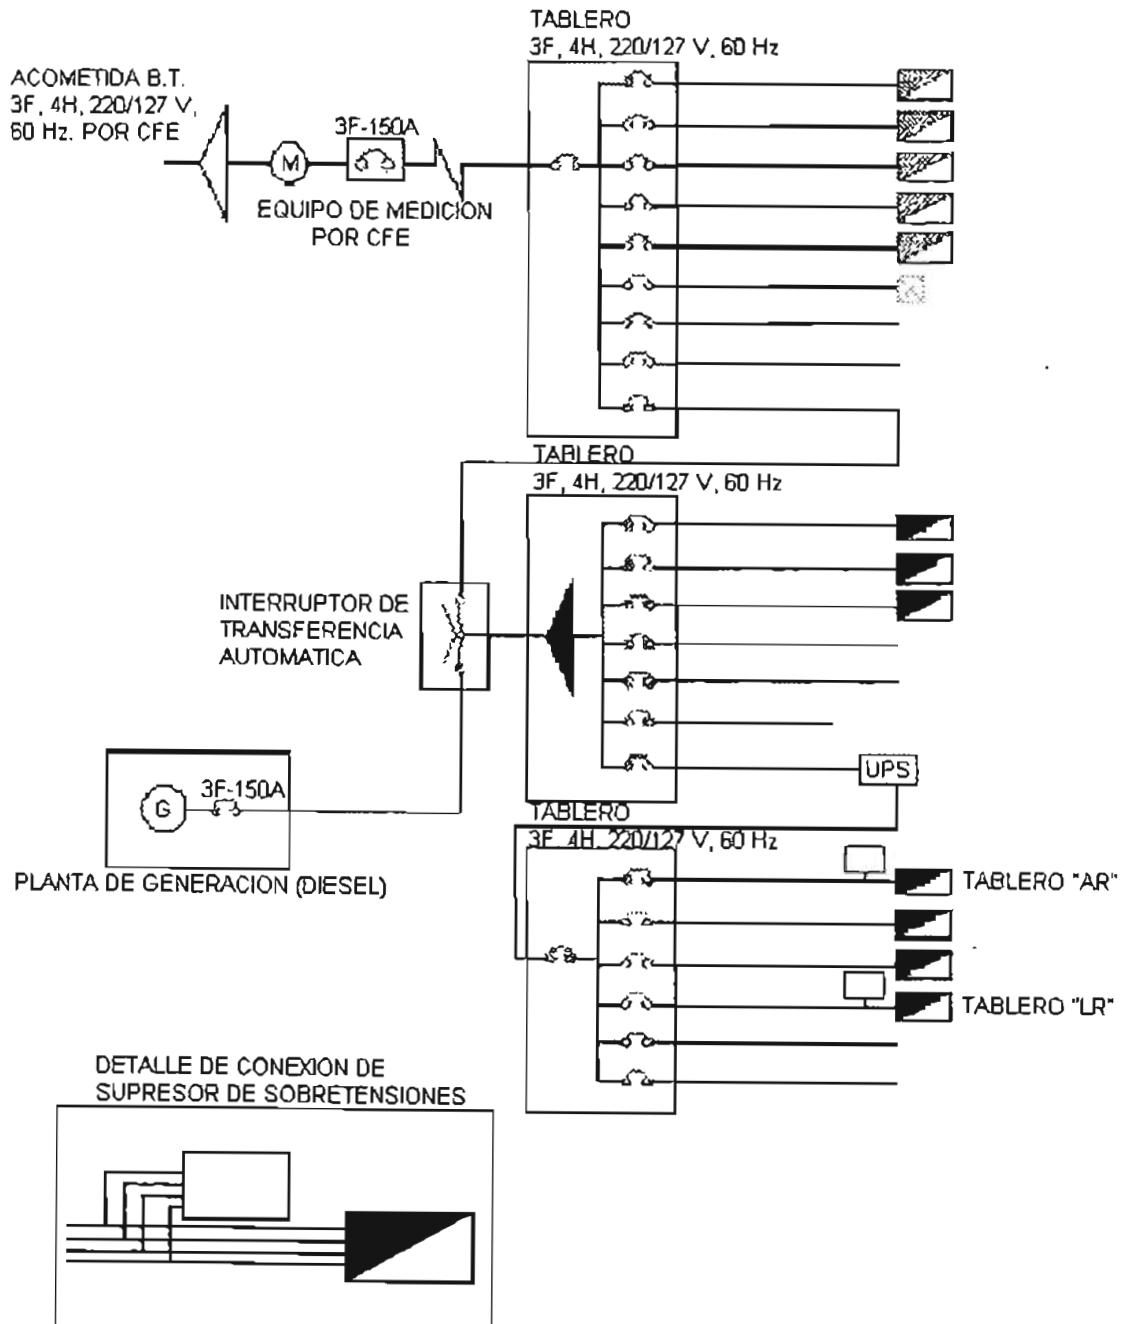 TABLERO
3F, 4H, 220/127 V, 60 Hz
ACOMETIDA B.T.
3F, 4H, 220/127 V,
60 Hz. POR CFE
3F-150A
M
EQUIPO DE MEDICION
POR CFE
TABLERO
3F, 4H, 220/127 V, 60 Hz
INTERRUPTOR DE
TRANSFERENCIA
AUTOMATICA
3F-150A
G
PLANTA DE GENERACION (DIESEL)
UPS
TABLERO
3F, 4H, 220/127 V, 60 Hz
TABLERO "AR"
TABLERO "LR"
DETALLE DE CONEXION DE
SUPRESOR DE SOBRETENSIONES